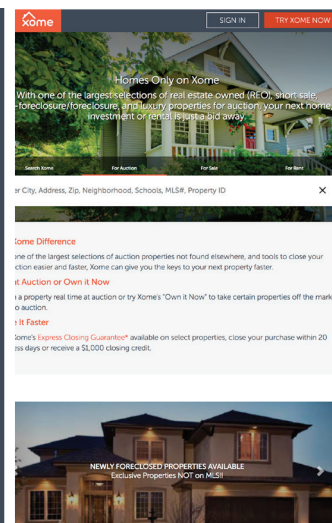 Xome
SIGN IN
TRY XOME NOW
Homes Only on Xome
With one of the largest selections of real estate owned (REO), short-sale,
-foreclosure/foreclosure, and luxury properties for auction, your next home,
investment or rental is just a bid away.
Search Xome
For Auction
For Sale
For Rent
er City, Address, Zip, Neighborhood, Schools, MLS#, Property ID
Xome Difference
one of the largest selections of auction properties not found elsewhere, and tools to close your
ction easier and faster, Xome can give you the keys to your next property faster.
at Auction or Own it Now
a property real time at auction or try Xome's "Own it Now" to take certain properties off the mark
o auction.
e It Faster
Xome's Express Closing Guarantee* available on select properties, close your purchase within 20
ess days or receive a $1,000 closing credit.
NEWLY FORECLOSED PROPERTIES AVAILABLE
Exclusive Properties NOT on MLS!!